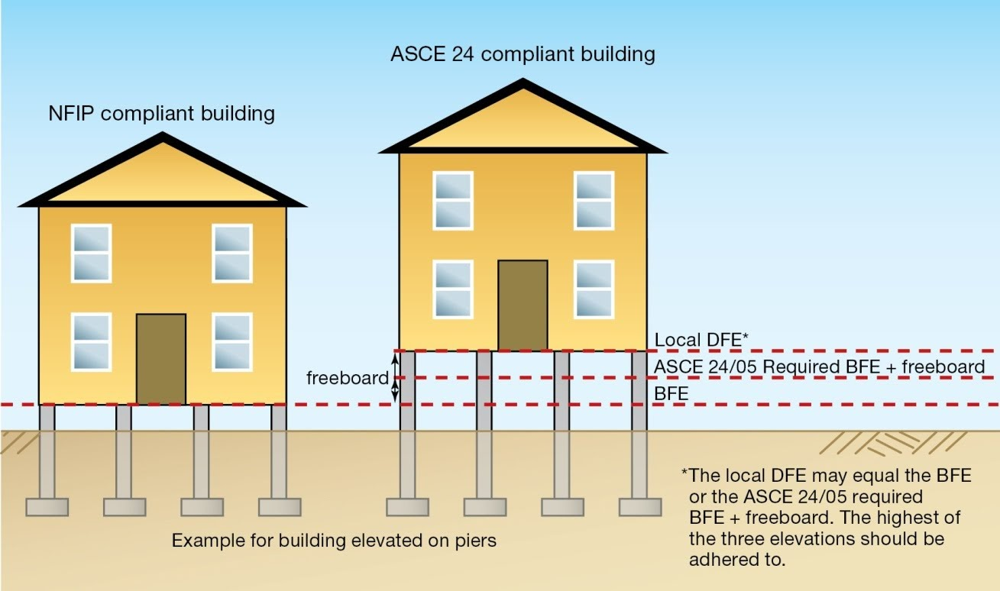 ASCE 24 compliant building
NFIP compliant building
Local DFE*
ASCE 24/05 Required BFE + freeboard
freeboard
BFE
*The local DFE may equal the BFE
or the ASCE 24/05 required
BFE + freeboard. The highest of
the three elevations should be
adhered to.
Example for building elevated on piers